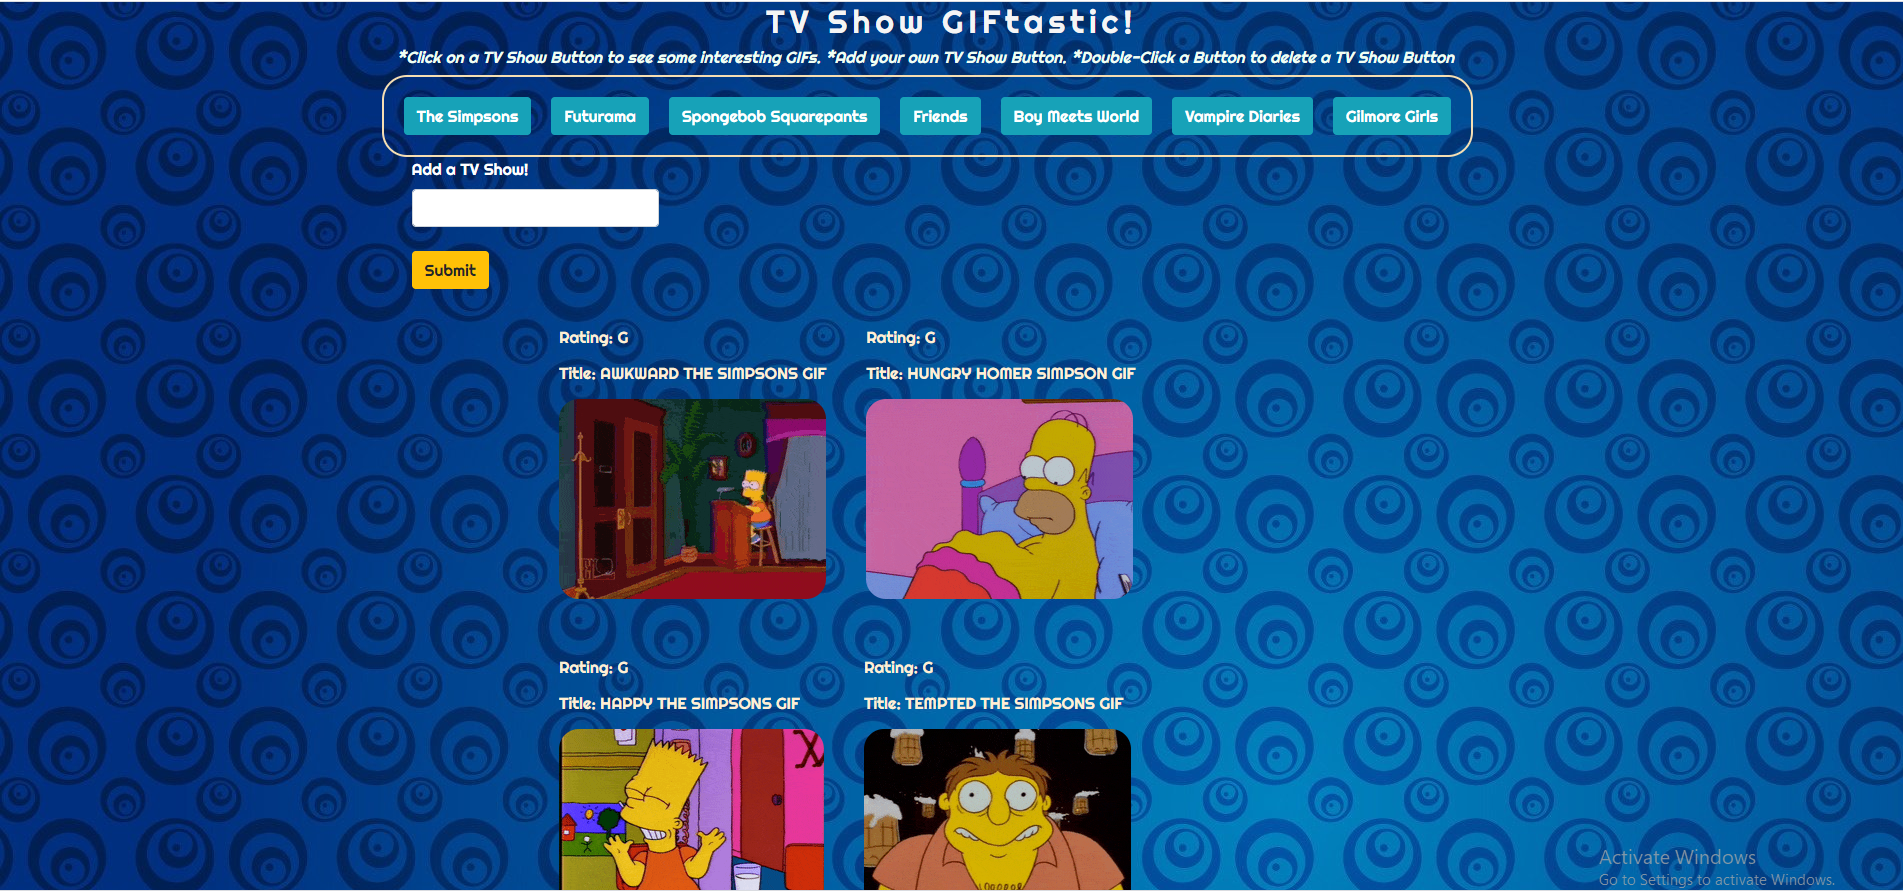 TV Show GIFtastic!
*Click on a TV Show Button to see some interesting GIFs. *Add your own TV Show Button. *Double-Click a Button to delete a TV Show Button
The Simpsons Futurama Spongebob Squarepants Friends Boy Meets World Vampire Diaries Gilmore Girls
Add a TV Show!
Submit
Rating: G Rating: G
Title: AWKWARD THE SIMPSONS GIF Title: HUNGRY HOMER SIMPSON GIF
Rating: G Rating: G
Title: HAPPY THE SIMPSONS GIF Title: TEMPTED THE SIMPSONS GIF
Activate Windows
Go to Settings to activate Windows.